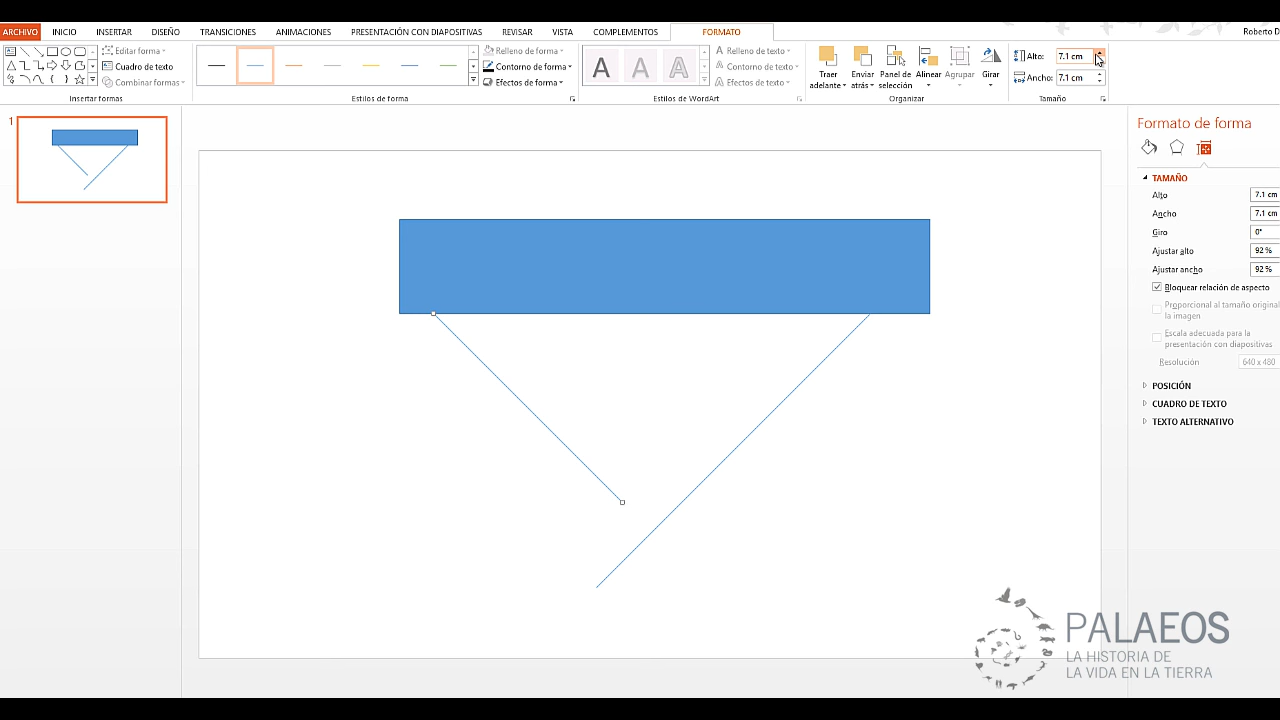 ARCHIVO INICIO INSERTAR DISEÑO TRANSICIONES ANIMACIONES PRESENTACIÓN CON DIAPOSITIVAS REVISAR VISTA COMPLEMENTOS FORMATO Roberto D
Editar forma
Cuadro de texto
Combinar formas
Insertar formas
Relleno de forma
Contorno de forma
Efectos de forma
Estilos de forma
A A A
Relleno de texto
Contorno de texto
Efectos de texto
Estilos de WordArt
Traer adelante
Enviar atrás
Panel de selección
Alinear
Agrupar
Girar
Organizar
Alto: 7.1 cm
Ancho: 7.1 cm
Tamaño
1
Formato de forma
TAMAÑO
Alto 7.1 cm
Ancho 7.1 cm
Giro 0°
Ajustar alto 92 %
Ajustar ancho 92 %
Bloquear relación de aspecto
Proporcional al tamaño original
la imagen
Escala adecuada para la
presentación con diapositivas
Resolución 640 x 480
POSICIÓN
CUADRO DE TEXTO
TEXTO ALTERNATIVO
PALAEOS
LA HISTORIA DE
LA VIDA EN LA TIERRA